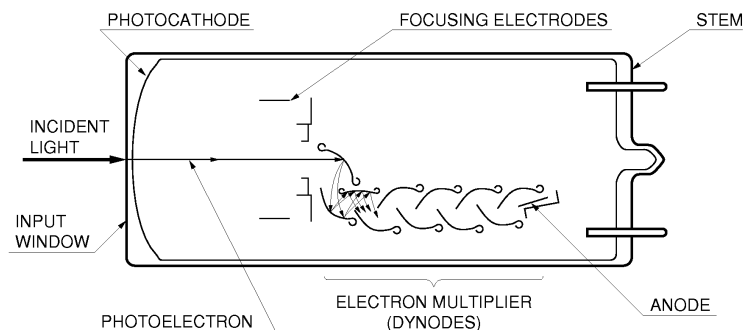 PHOTOCATHODE
FOCUSING ELECTRODES
STEM
INCIDENT
LIGHT
INPUT
WINDOW
PHOTOELECTRON
ELECTRON MULTIPLIER
(DYNODES)
ANODE